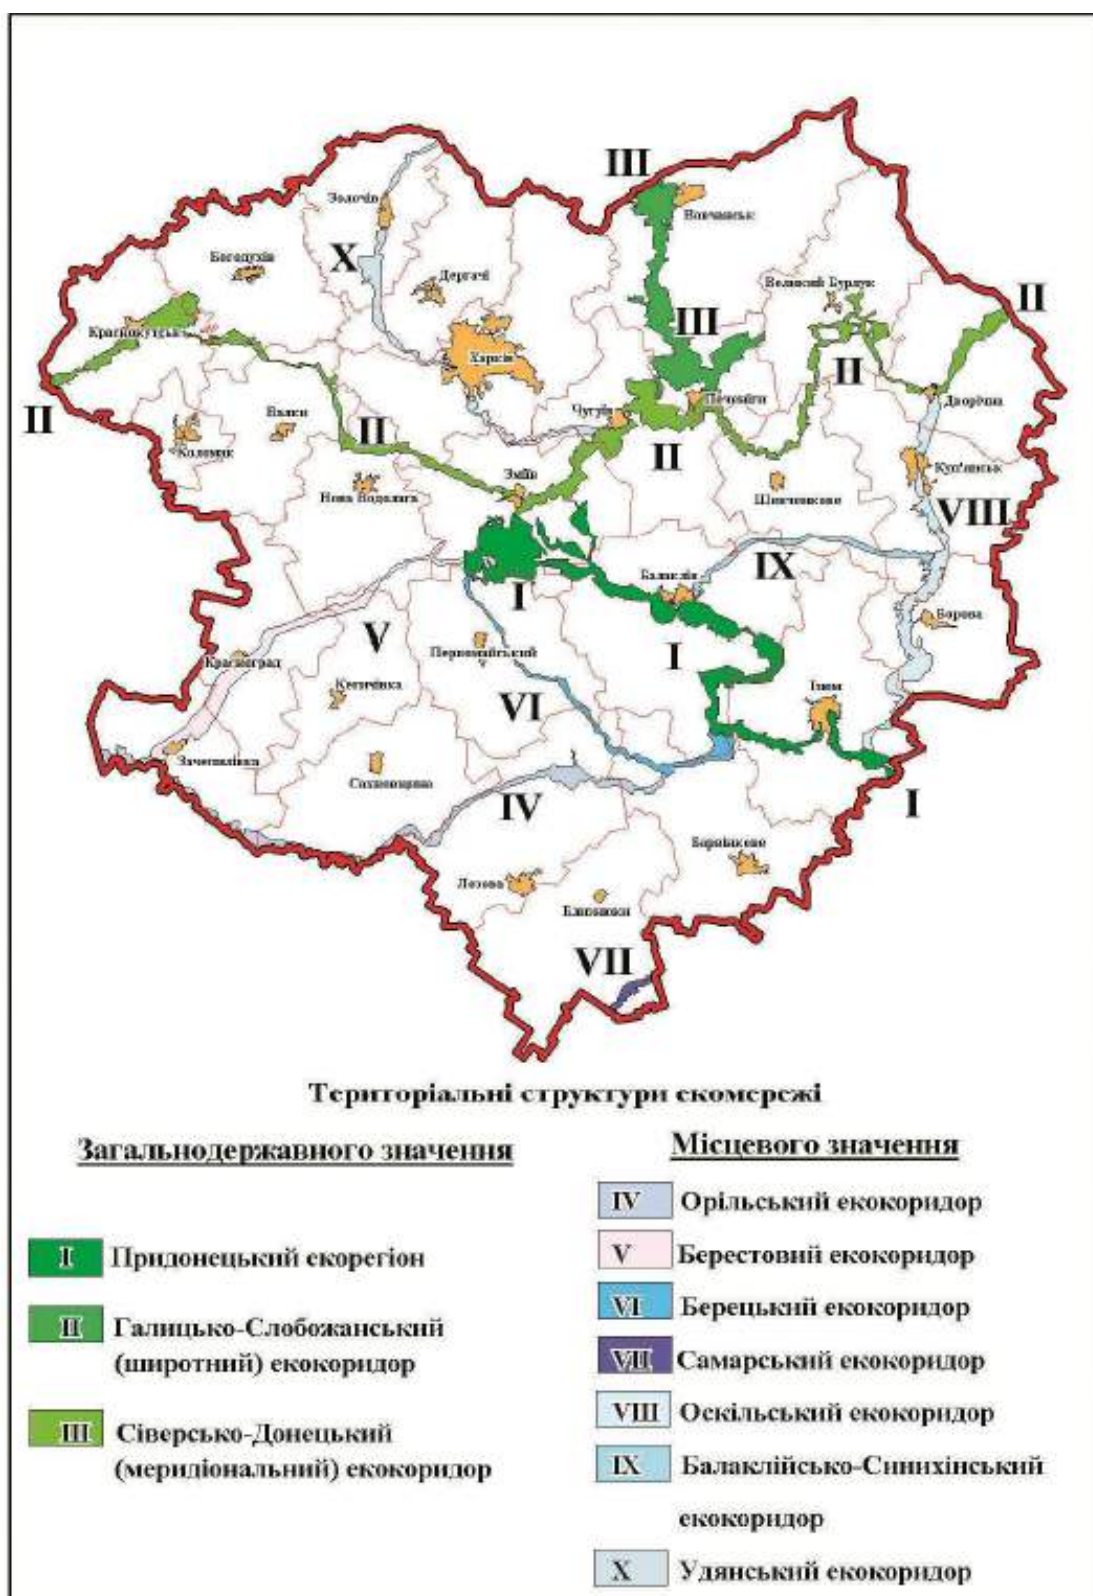 III
Золочів
Вовчанськ
X
Богодухів
Дергачі
Великий Бурлук
II
III
Краснокутськ
Харків
II
Печеніги
Дворічна
II
Чугуїв
Валки
II
Коломак
II
Куп'янськ
Зміїв
Нова Водолага
Шевченкове
VIII
IX
Балаклія
I
Борова
V
Первомайський
I
Красноград
Кегичівка
Ізюм
VI
Зачепилівка
Сахновщина
IV
I
Барвінкове
Лозова
Близнюки
VII
Територіальні структури екомережі
Загальнодержавного значення
Місцевого значення
I Придонецький екорегіон
II Галицько-Слобожанський
(широтний) екокоридор
III Сіверсько-Донецький
(меридіональний) екокоридор
IV Орільський екокоридор
V Берестовий екокоридор
VI Берецький екокоридор
VII Самарський екокоридор
VIII Оскільський екокоридор
IX Балаклійсько-Синихінський
екокоридор
X Удянський екокоридор